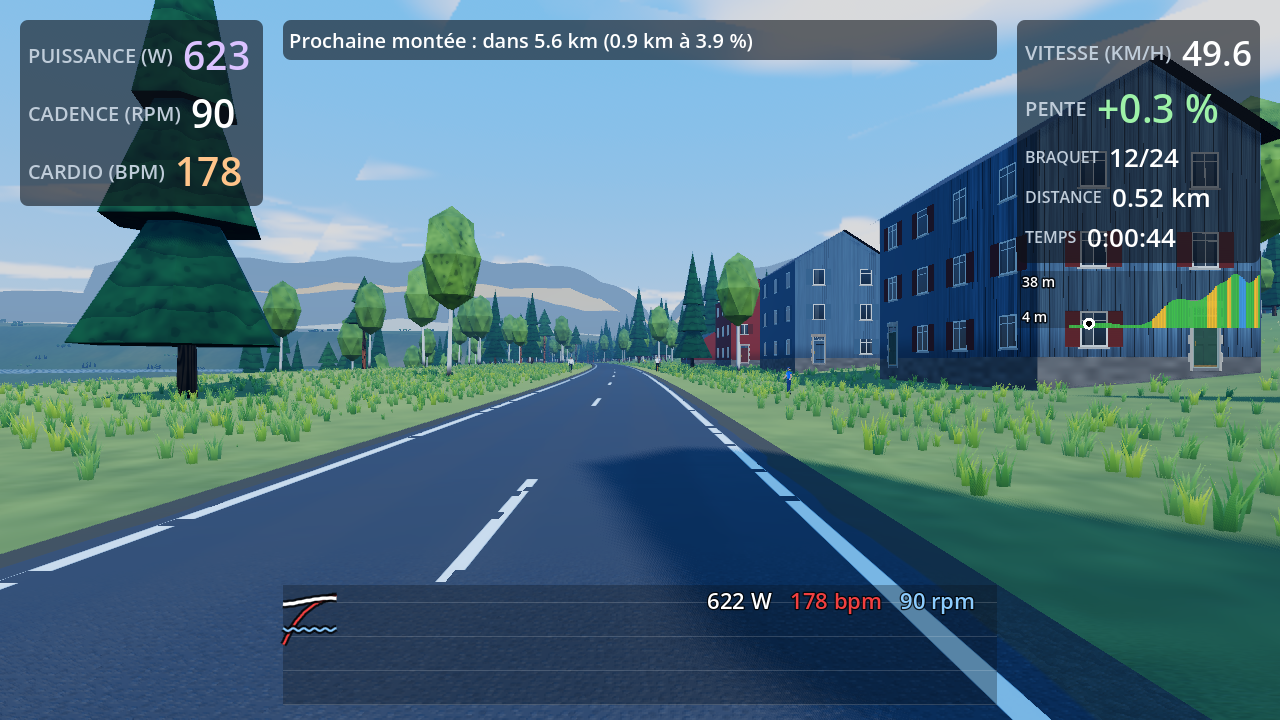 PUISSANCE (W) 623
CADENCE (RPM) 90
CARDIO (BPM) 178
Prochaine montée : dans 5.6 km (0.9 km à 3.9 %)
VITESSE (KM/H) 49.6
PENTE +0.3 %
BRAQUET 12/24
DISTANCE 0.52 km
TEMPS 0:00:44
38 m
4 m
622 W 178 bpm 90 rpm